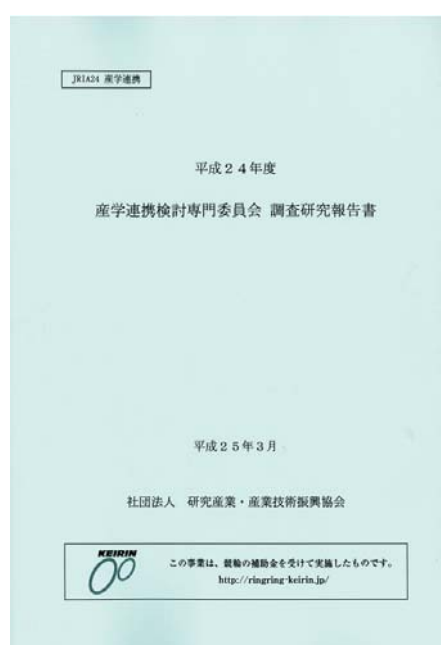 JRIA24 産学連携
平成24年度
産学連携検討専門委員会 調査研究報告書
平成25年3月
社団法人 研究産業・産業技術振興協会
KEIRIN
この事業は、競輪の補助金を受けて実施したものです。
http://ringring-keirin.jp/